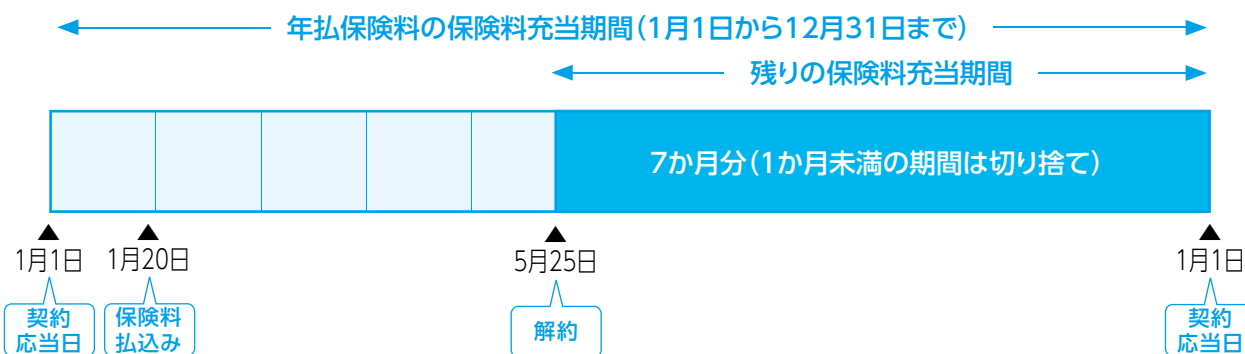 年払保険料の保険料充当期間(1月1日から12月31日まで)
残りの保険料充当期間
7か月分(1か月未満の期間は切り捨て)
▲ ▲ ▲ ▲
1月1日 1月20日 5月25日 1月1日
契約 保険料 解約 契約
応当日 払込み 応当日